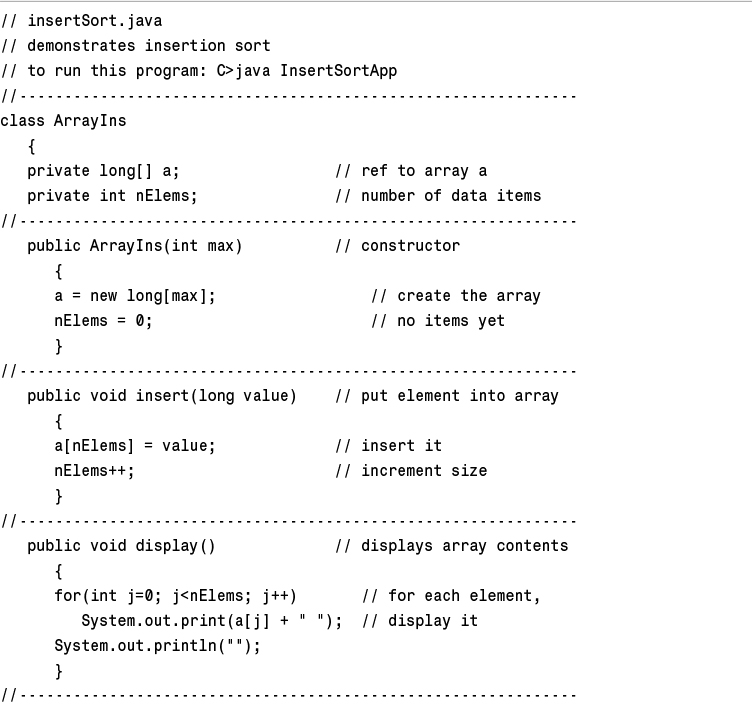 // insertSort.java
// demonstrates insertion sort
// to run this program: C>java InsertSortApp
//--------------------------------------------------------------
class ArrayIns
   {
   private long[] a;                 // ref to array a
   private int nElems;               // number of data items
//--------------------------------------------------------------
   public ArrayIns(int max)          // constructor
      {
      a = new long[max];                 // create the array
      nElems = 0;                        // no items yet
      }
//--------------------------------------------------------------
   public void insert(long value)    // put element into array
      {
      a[nElems] = value;             // insert it
      nElems++;                      // increment size
      }
//--------------------------------------------------------------
   public void display()             // displays array contents
      {
      for(int j=0; j<nElems; j++)       // for each element,
         System.out.print(a[j] + " ");  // display it
      System.out.println("");
      }
//--------------------------------------------------------------